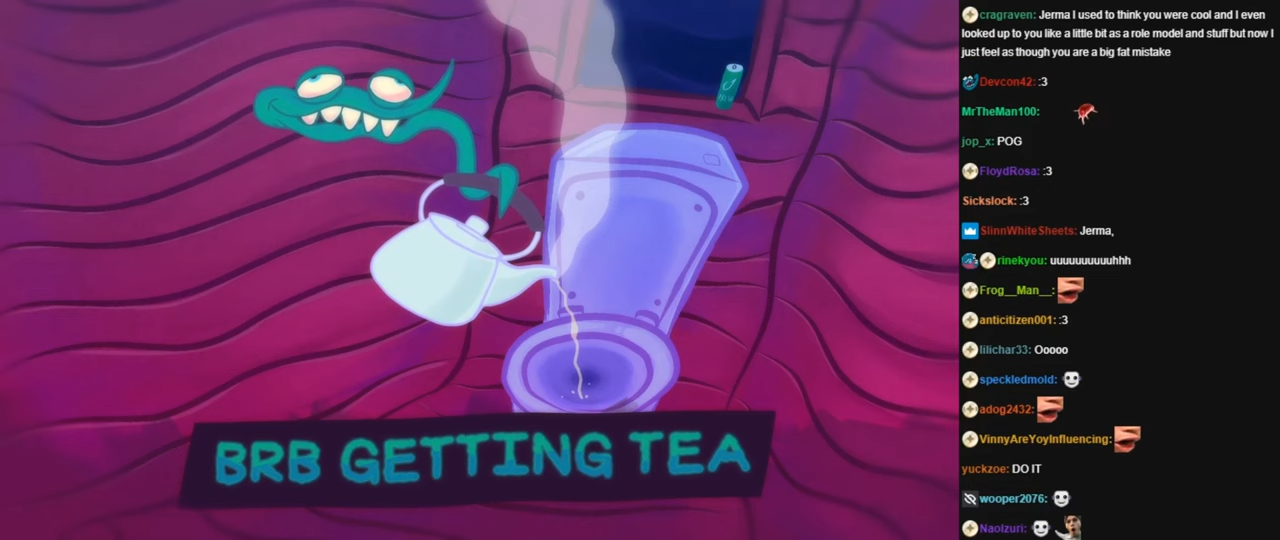 BRB GETTING TEA
cragraven: Jerma I used to think you were cool and I even
looked up to you like a little bit as a role model and stuff but now I
just feel as though you are a big fat mistake
Devcon42: :3
MrTheMan100:
jop_x: POG
FloydRosa: :3
Sickslock: :3
SlinnWhiteSheets: Jerma,
rinekyou: uuuuuuuuuuhhh
Frog__Man__:
anticitizen001: :3
lilichar33: Ooooo
speckledmold:
adog2432:
VinnyAreYoyInfluencing:
yuckzoe: DO IT
wooper2076:
Naolzuri: